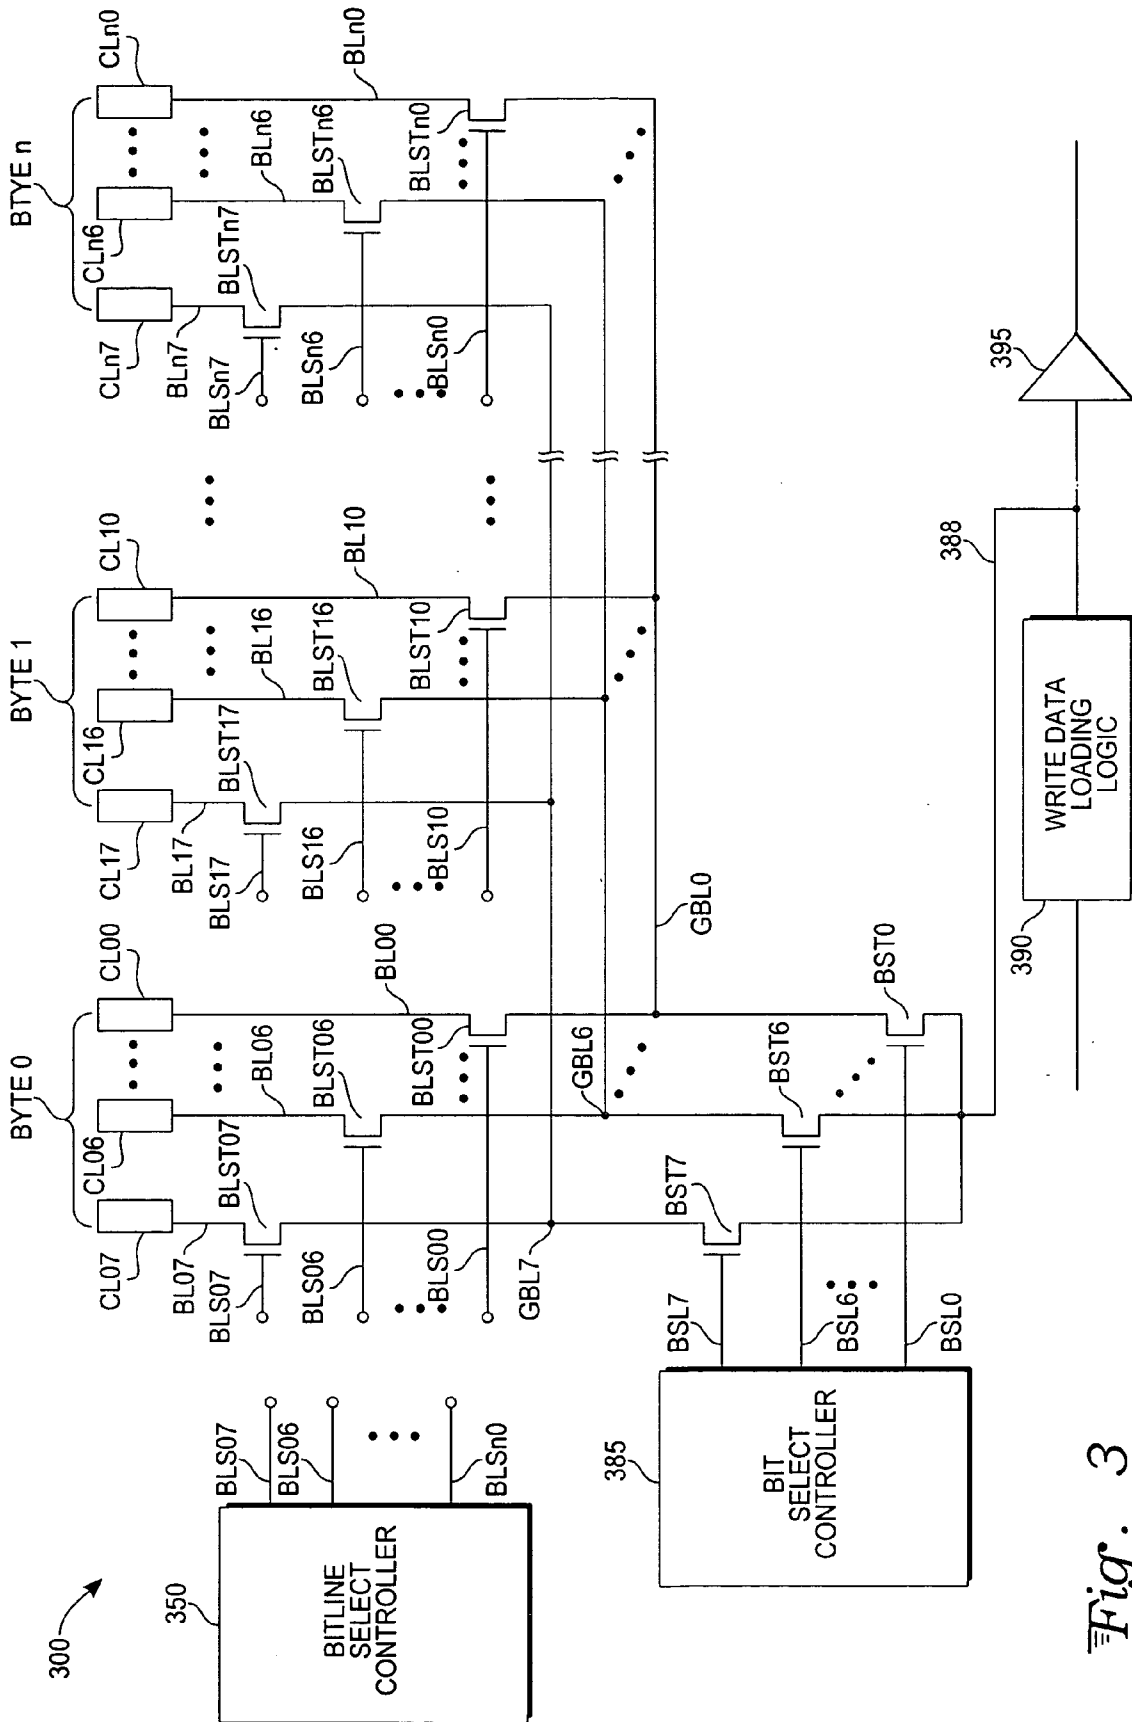 300
350
BITLINE
SELECT
CONTROLLER
BLS07
BLS06
BLSn0
BYTE 0
CL07
CL06
CL00
BL07
BL06
BL00
BLS07
BLST07
BLS06
BLST06
BLS00
BLST00
GBL7
GBL6
GBL0
BYTE 1
CL17
CL16
CL10
BL17
BL16
BL10
BLS17
BLST17
BLS16
BLST16
BLS10
BLST10
BTYE n
CLn7
CLn6
CLn0
BLn7
BLn6
BLn0
BLSn7
BLSTn7
BLSn6
BLSTn6
BLSn0
BLSTn0
385
BIT
SELECT
CONTROLLER
BSL7
BSL6
BSL0
BST7
BST6
BST0
388
390
WRITE DATA
LOADING
LOGIC
395
Fig. 3